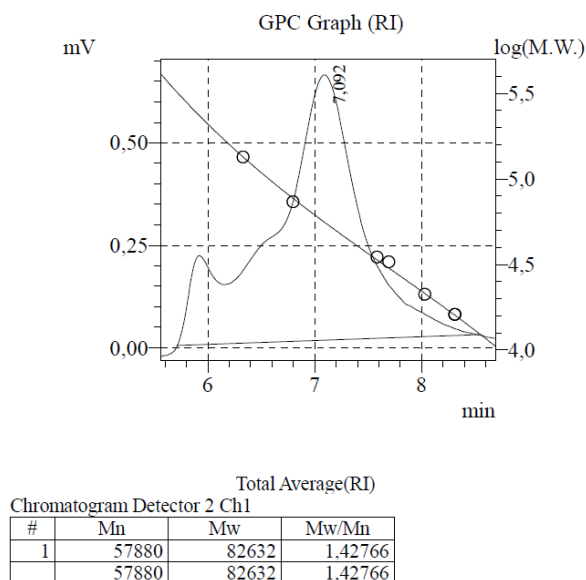 GPC Graph (RI)
mV
log(M.W.)
7,092
5,5
0,50
5,0
0,25
4,5
0,00
4,0
6 7 8
min
Total Average(RI)
Chromatogram Detector 2 Ch1
# Mn Mw Mw/Mn
1 57880 82632 1.42766
57880 82632 1.42766